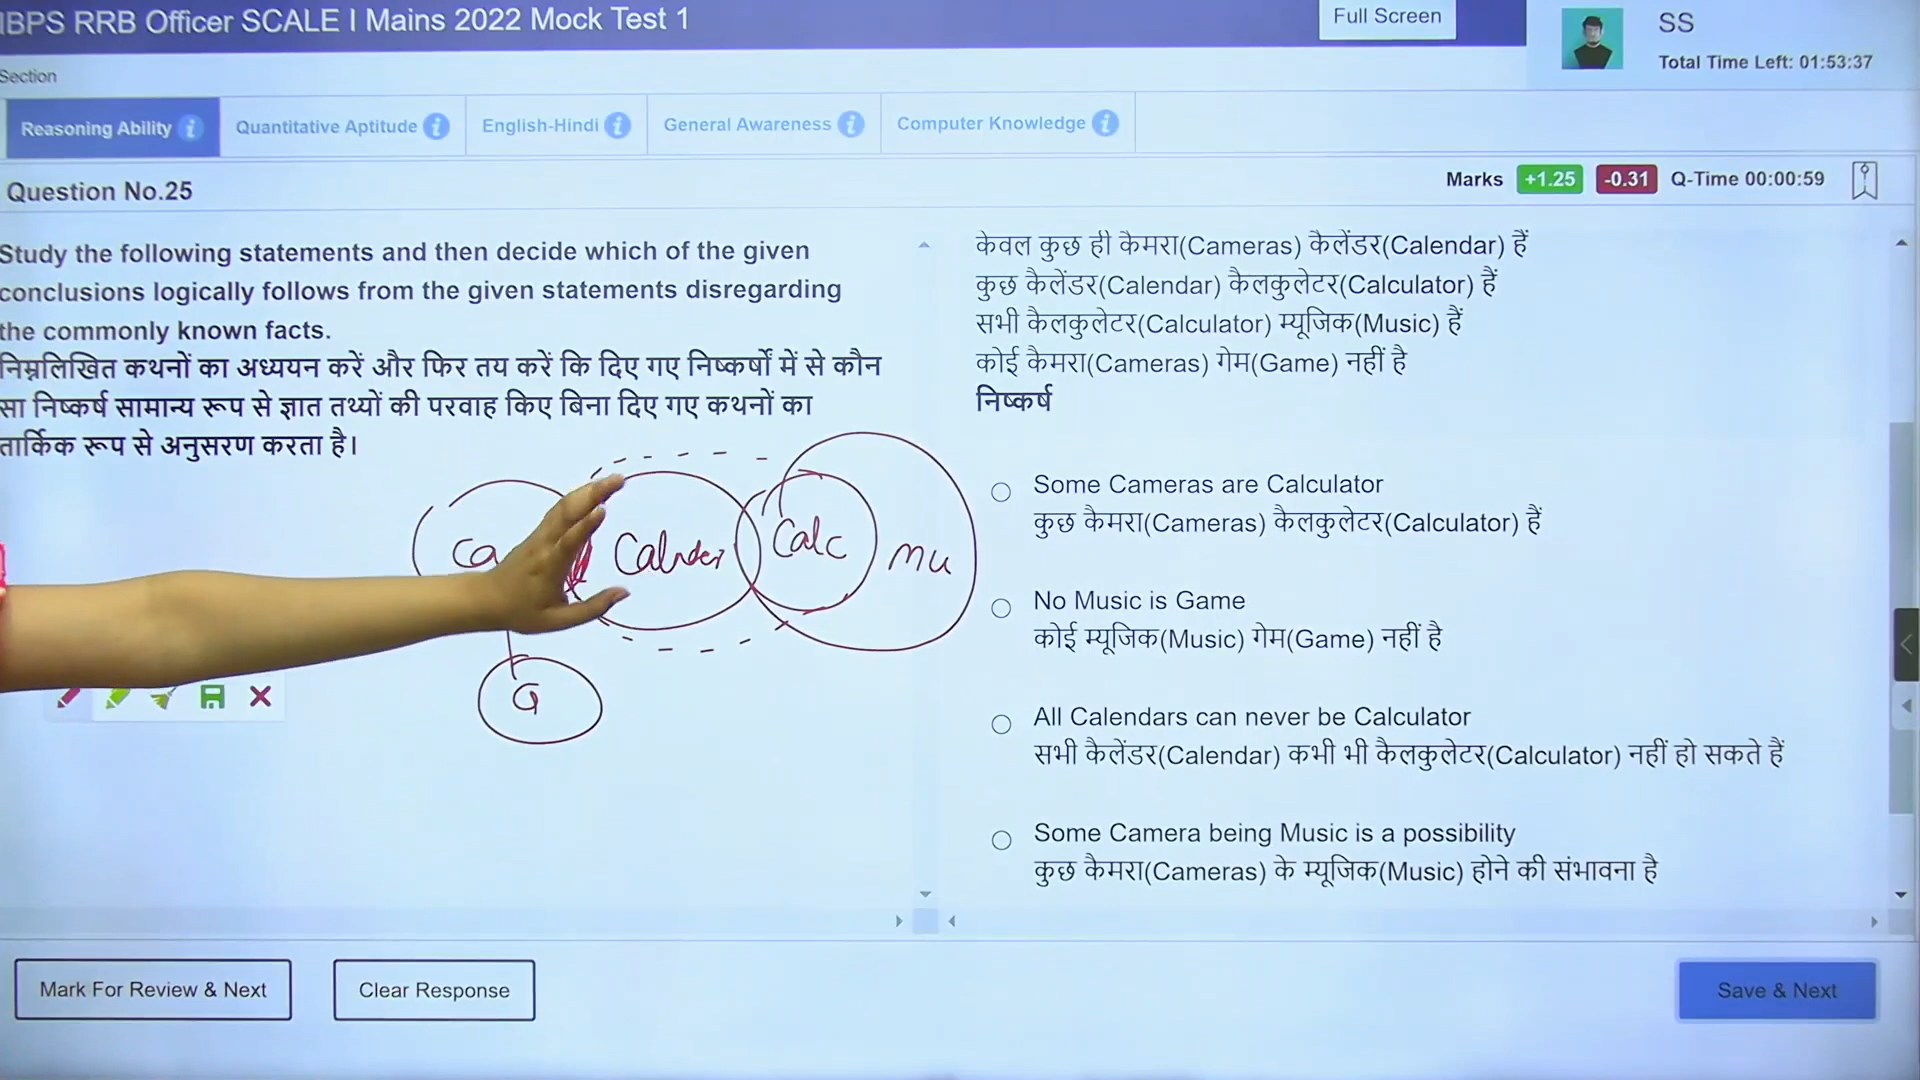 IBPS RRB Officer SCALE I Mains 2022 Mock Test 1
Full Screen
SS
Total Time Left: 01:53:37
Section
Reasoning Ability
Quantitative Aptitude
English-Hindi
General Awareness
Computer Knowledge
Question No.25
Marks +1.25 -0.31 Q-Time 00:00:59
Study the following statements and then decide which of the given
conclusions logically follows from the given statements disregarding
the commonly known facts.
निम्नलिखित कथनों का अध्ययन करें और फिर तय करें कि दिए गए निष्कर्षों में से कौन
सा निष्कर्ष सामान्य रूप से ज्ञात तथ्यों की परवाह किए बिना दिए गए कथनों का
तार्किक रूप से अनुसरण करता है।
Ca
Calnder
Calc
mu
G
केवल कुछ ही कैमरा(Cameras) कैलेंडर(Calendar) हैं
कुछ कैलेंडर(Calendar) कैलकुलेटर(Calculator) हैं
सभी कैलकुलेटर(Calculator) म्यूजिक(Music) हैं
कोई कैमरा(Cameras) गेम(Game) नहीं है
निष्कर्ष
Some Cameras are Calculator
कुछ कैमरा(Cameras) कैलकुलेटर(Calculator) हैं
No Music is Game
कोई म्यूजिक(Music) गेम(Game) नहीं है
All Calendars can never be Calculator
सभी कैलेंडर(Calendar) कभी भी कैलकुलेटर(Calculator) नहीं हो सकते हैं
Some Camera being Music is a possibility
कुछ कैमरा(Cameras) के म्यूजिक(Music) होने की संभावना है
Mark For Review & Next
Clear Response
Save & Next